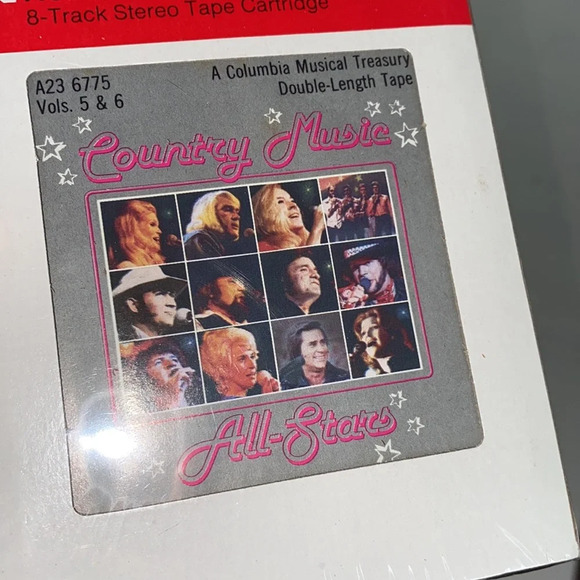 8-Track Stereo Tape Cartridge
A23 6775
Vols. 5 & 6
A Columbia Musical Treasury
Double-Length Tape
Country Music
All-Stars